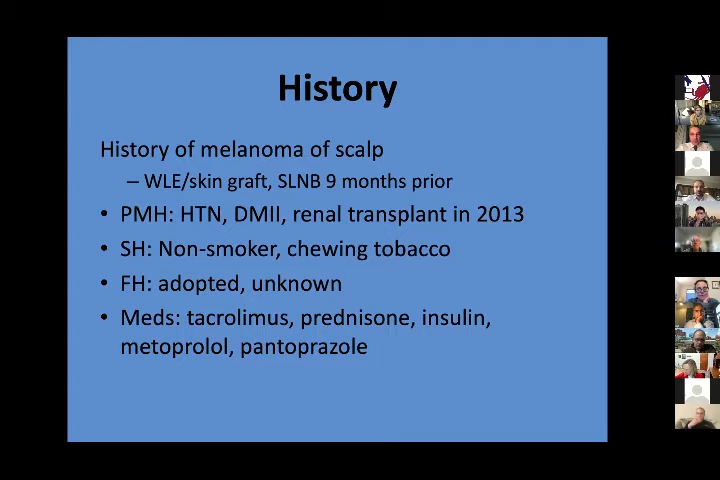 History
History of melanoma of scalp
– WLE/skin graft, SLNB 9 months prior
• PMH: HTN, DMII, renal transplant in 2013
• SH: Non-smoker, chewing tobacco
• FH: adopted, unknown
• Meds: tacrolimus, prednisone, insulin,
metoprolol, pantoprazole